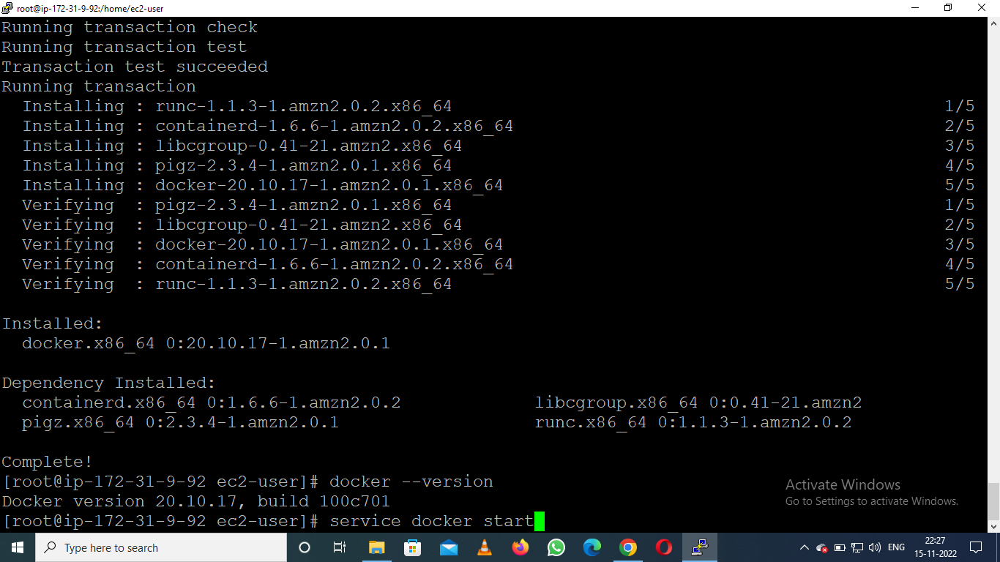 root@ip-172-31-9-92:/home/ec2-user
Running transaction check
Running transaction test
Transaction test succeeded
Running transaction
  Installing : runc-1.1.3-1.amzn2.0.2.x86_64 1/5
  Installing : containerd-1.6.6-1.amzn2.0.2.x86_64 2/5
  Installing : libcgroup-0.41-21.amzn2.x86_64 3/5
  Installing : pigz-2.3.4-1.amzn2.0.1.x86_64 4/5
  Installing : docker-20.10.17-1.amzn2.0.1.x86_64 5/5
  Verifying  : pigz-2.3.4-1.amzn2.0.1.x86_64 1/5
  Verifying  : libcgroup-0.41-21.amzn2.x86_64 2/5
  Verifying  : docker-20.10.17-1.amzn2.0.1.x86_64 3/5
  Verifying  : containerd-1.6.6-1.amzn2.0.2.x86_64 4/5
  Verifying  : runc-1.1.3-1.amzn2.0.2.x86_64 5/5
Installed:
  docker.x86_64 0:20.10.17-1.amzn2.0.1
Dependency Installed:
  containerd.x86_64 0:1.6.6-1.amzn2.0.2 libcgroup.x86_64 0:0.41-21.amzn2
  pigz.x86_64 0:2.3.4-1.amzn2.0.1 runc.x86_64 0:1.1.3-1.amzn2.0.2
Complete!
[root@ip-172-31-9-92 ec2-user]# docker --version
Docker version 20.10.17, build 100c701
[root@ip-172-31-9-92 ec2-user]# service docker start
Activate Windows
Go to Settings to activate Windows.
Type here to search
ENG
22:27
15-11-2022